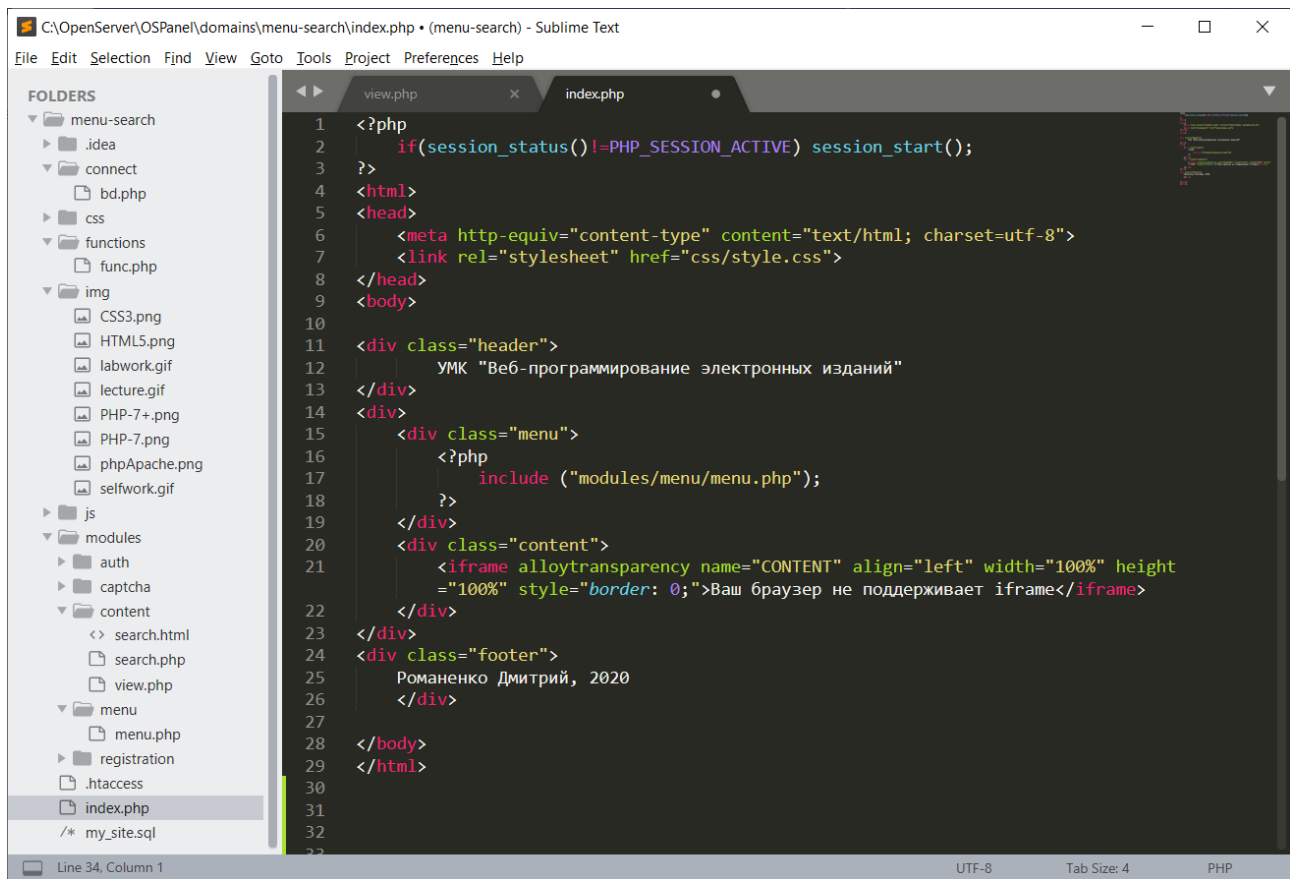 C:\OpenServer\OSPanel\domains\menu-search\index.php • (menu-search) - Sublime Text
File Edit Selection Find View Goto Tools Project Preferences Help
FOLDERS
menu-search
.idea
connect
bd.php
css
functions
func.php
img
CSS3.png
HTML5.png
labwork.gif
lecture.gif
PHP-7+.png
PHP-7.png
phpApache.png
selfwork.gif
js
modules
auth
captcha
content
<> search.html
search.php
view.php
menu
menu.php
registration
.htaccess
index.php
/* my_site.sql
view.php × index.php •
1 <?php
2 if(session_status()!=PHP_SESSION_ACTIVE) session_start();
3 ?>
4 <html>
5 <head>
6 <meta http-equiv="content-type" content="text/html; charset=utf-8">
7 <link rel="stylesheet" href="css/style.css">
8 </head>
9 <body>
10
11 <div class="header">
12 УМК "Веб-программирование электронных изданий"
13 </div>
14 <div>
15 <div class="menu">
16 <?php
17 include ("modules/menu/menu.php");
18 ?>
19 </div>
20 <div class="content">
21 <iframe alloytransparency name="CONTENT" align="left" width="100%" height
="100%" style="border: 0;">Ваш браузер не поддерживает iframe</iframe>
22 </div>
23 </div>
24 <div class="footer">
25 Романенко Дмитрий, 2020
26 </div>
27
28 </body>
29 </html>
30
31
32
33
Line 34, Column 1 UTF-8 Tab Size: 4 PHP